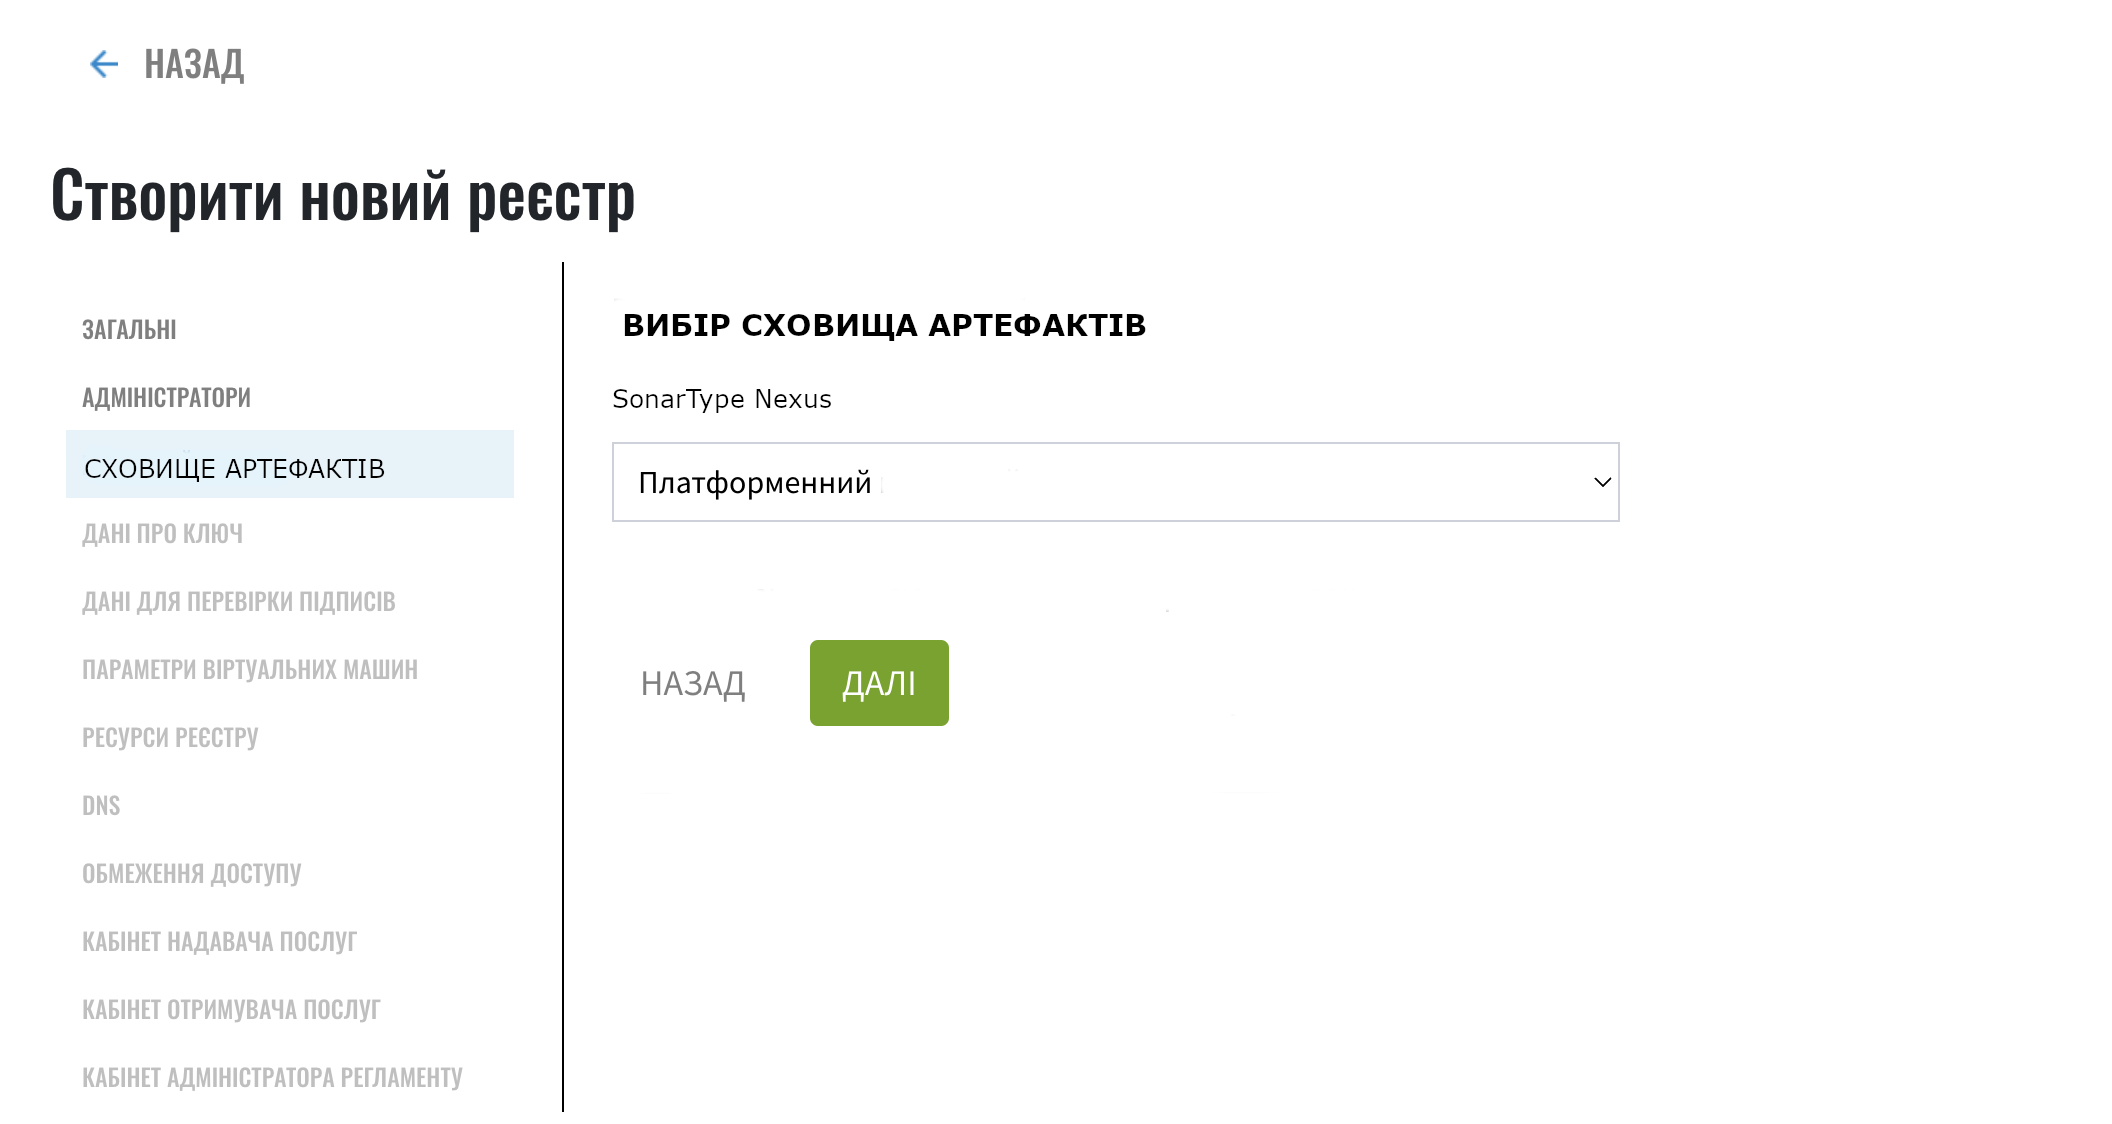 НАЗАД
Створити новий реєстр
ЗАГАЛЬНІ
АДМІНІСТРАТОРИ
СХОВИЩЕ АРТЕФАКТІВ
ДАНІ ПРО КЛЮЧ
ДАНІ ДЛЯ ПЕРЕВІРКИ ПІДПИСІВ
ПАРАМЕТРИ ВІРТУАЛЬНИХ МАШИН
РЕСУРСИ РЕЄСТРУ
DNS
ОБМЕЖЕННЯ ДОСТУПУ
КАБІНЕТ НАДАВАЧА ПОСЛУГ
КАБІНЕТ ОТРИМУВАЧА ПОСЛУГ
КАБІНЕТ АДМІНІСТРАТОРА РЕГЛАМЕНТУ
ВИБІР СХОВИЩА АРТЕФАКТІВ
SonarType Nexus
Платформенний
НАЗАД
ДАЛІ